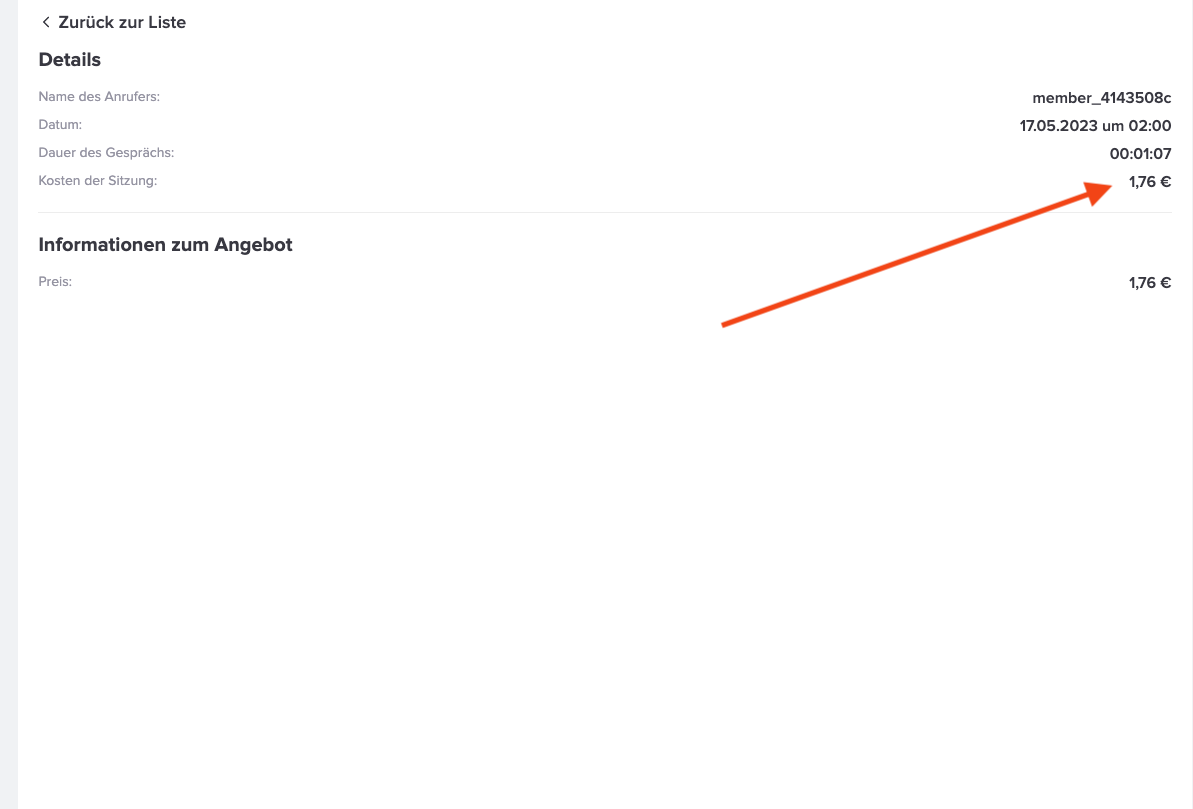 Zurück zur Liste
Details
Name des Anrufers: member_4143508c
Datum: 17.05.2023 um 02:00
Dauer des Gesprächs: 00:01:07
Kosten der Sitzung: 1,76 €
Informationen zum Angebot
Preis: 1,76 €